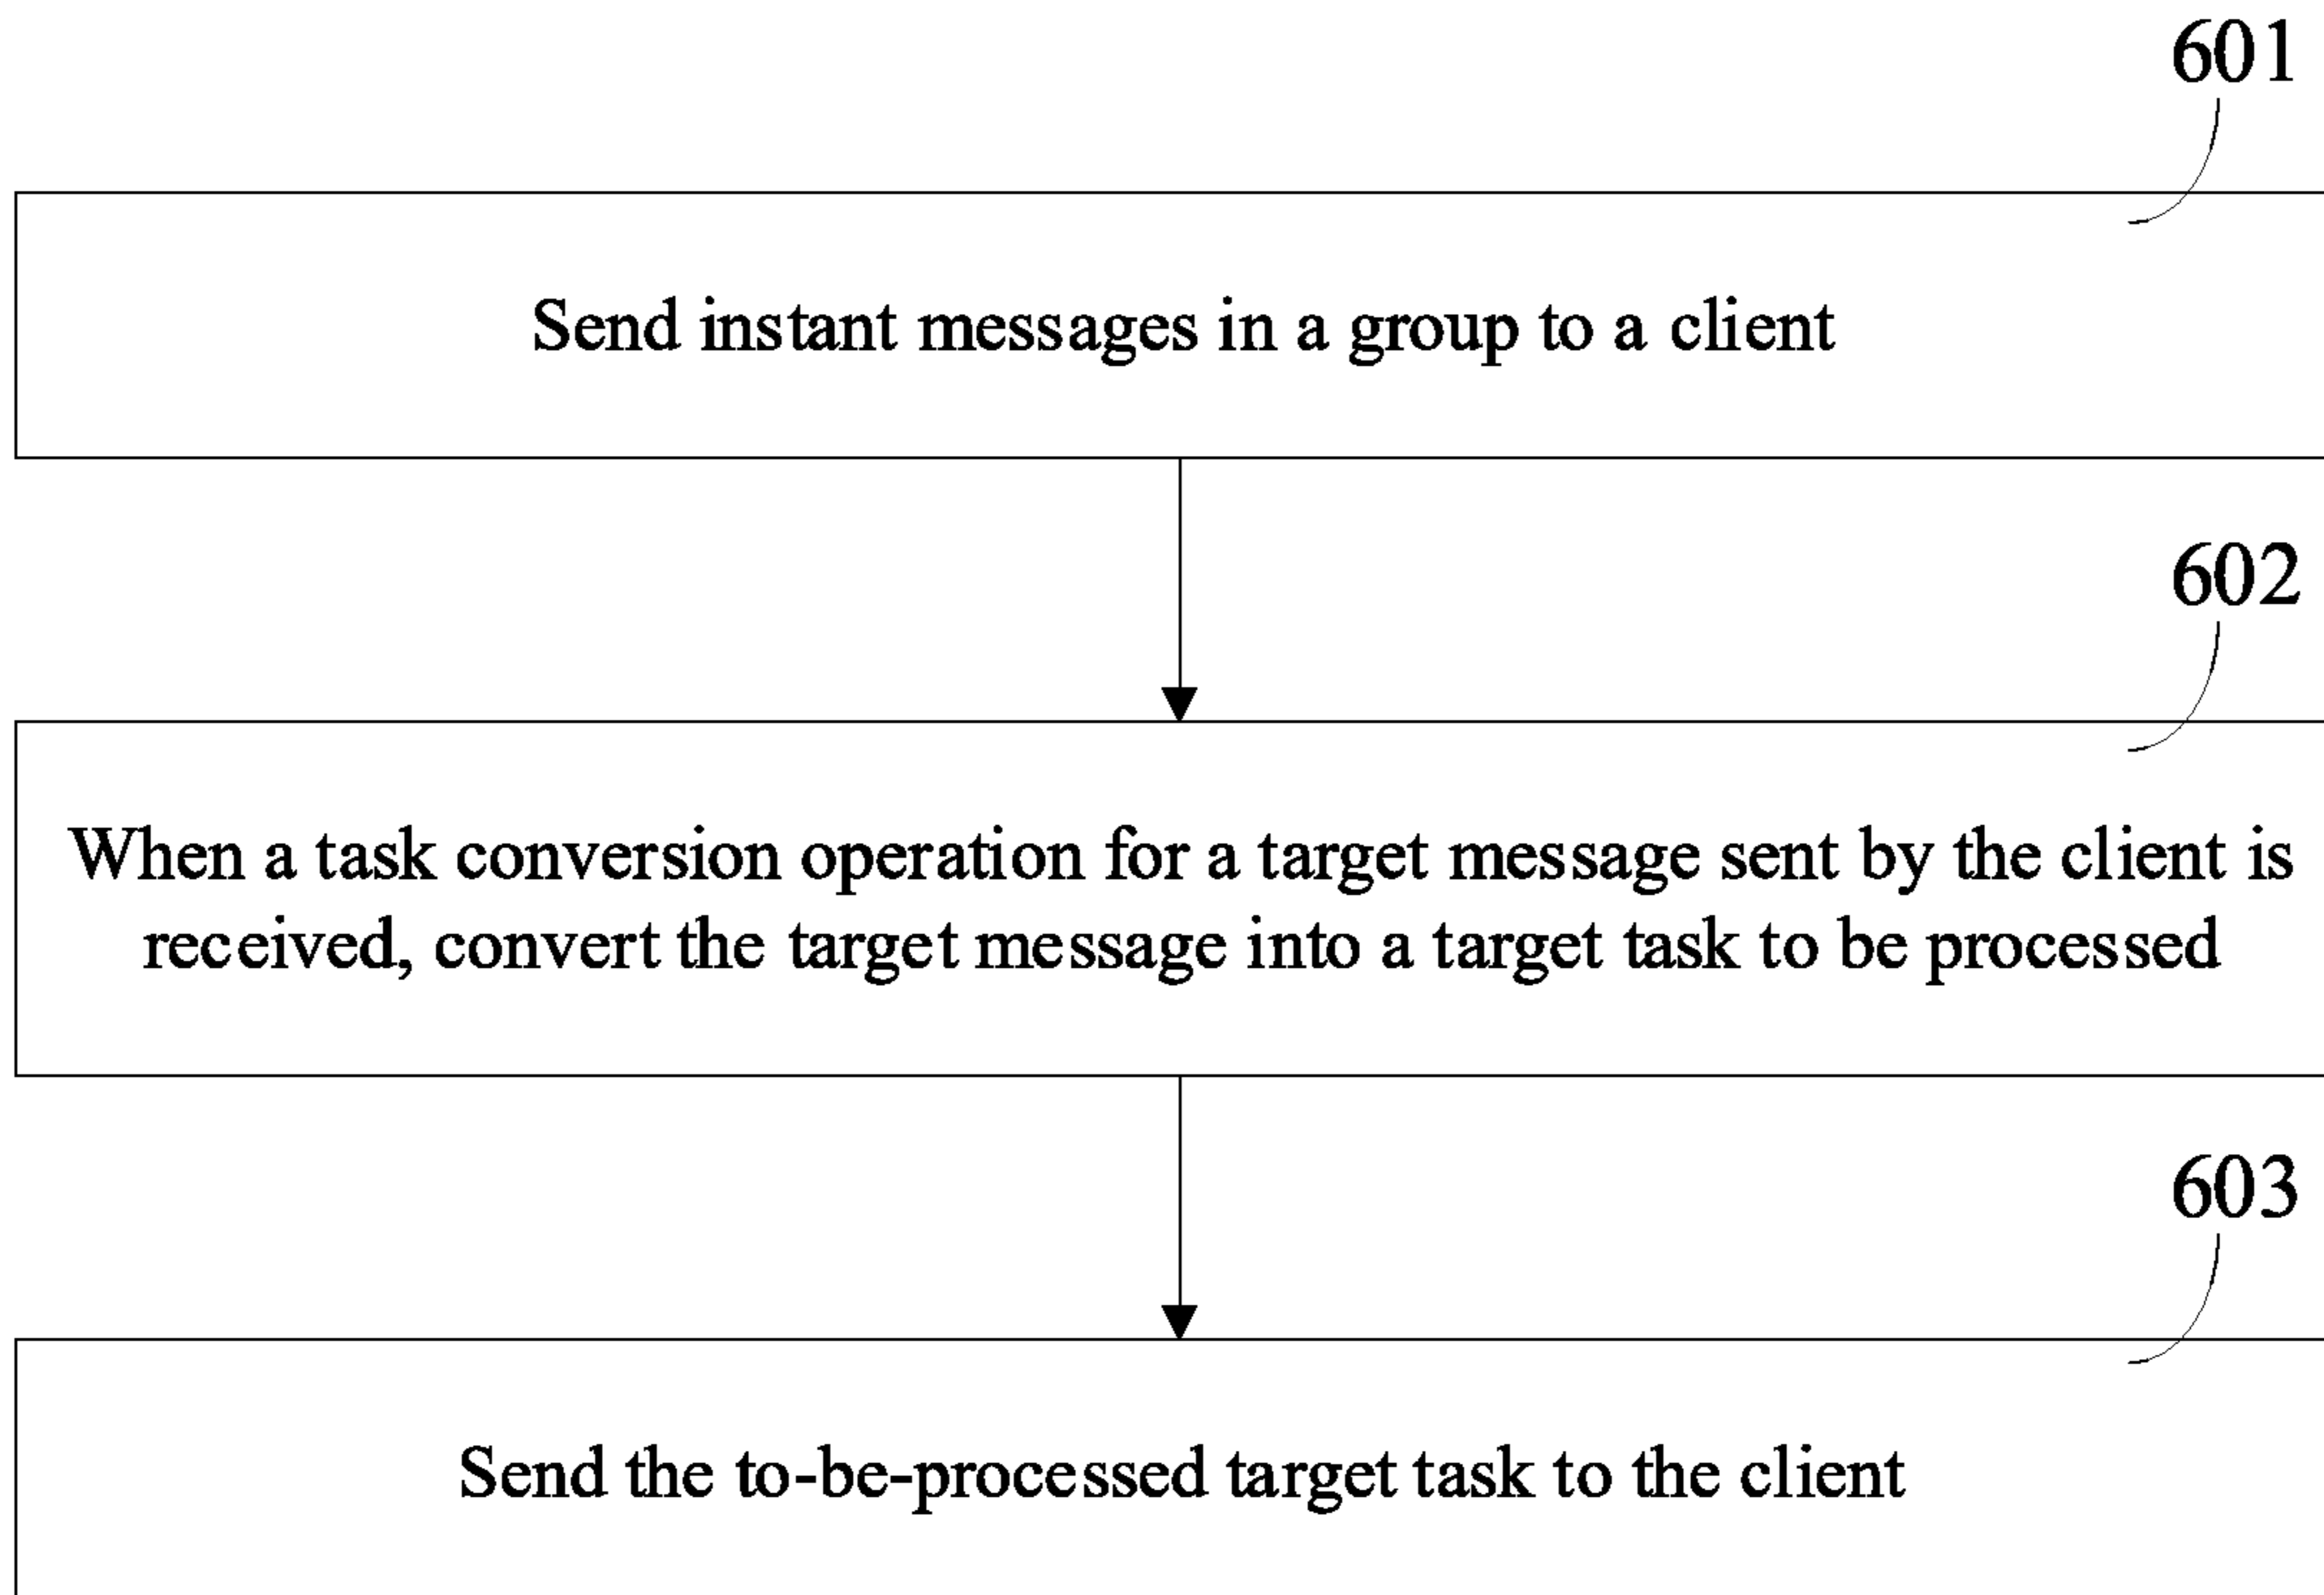 601
Send instant messages in a group to a client
602
When a task conversion operation for a target message sent by the client is
received, convert the target message into a target task to be processed
603
Send the to-be-processed target task to the client